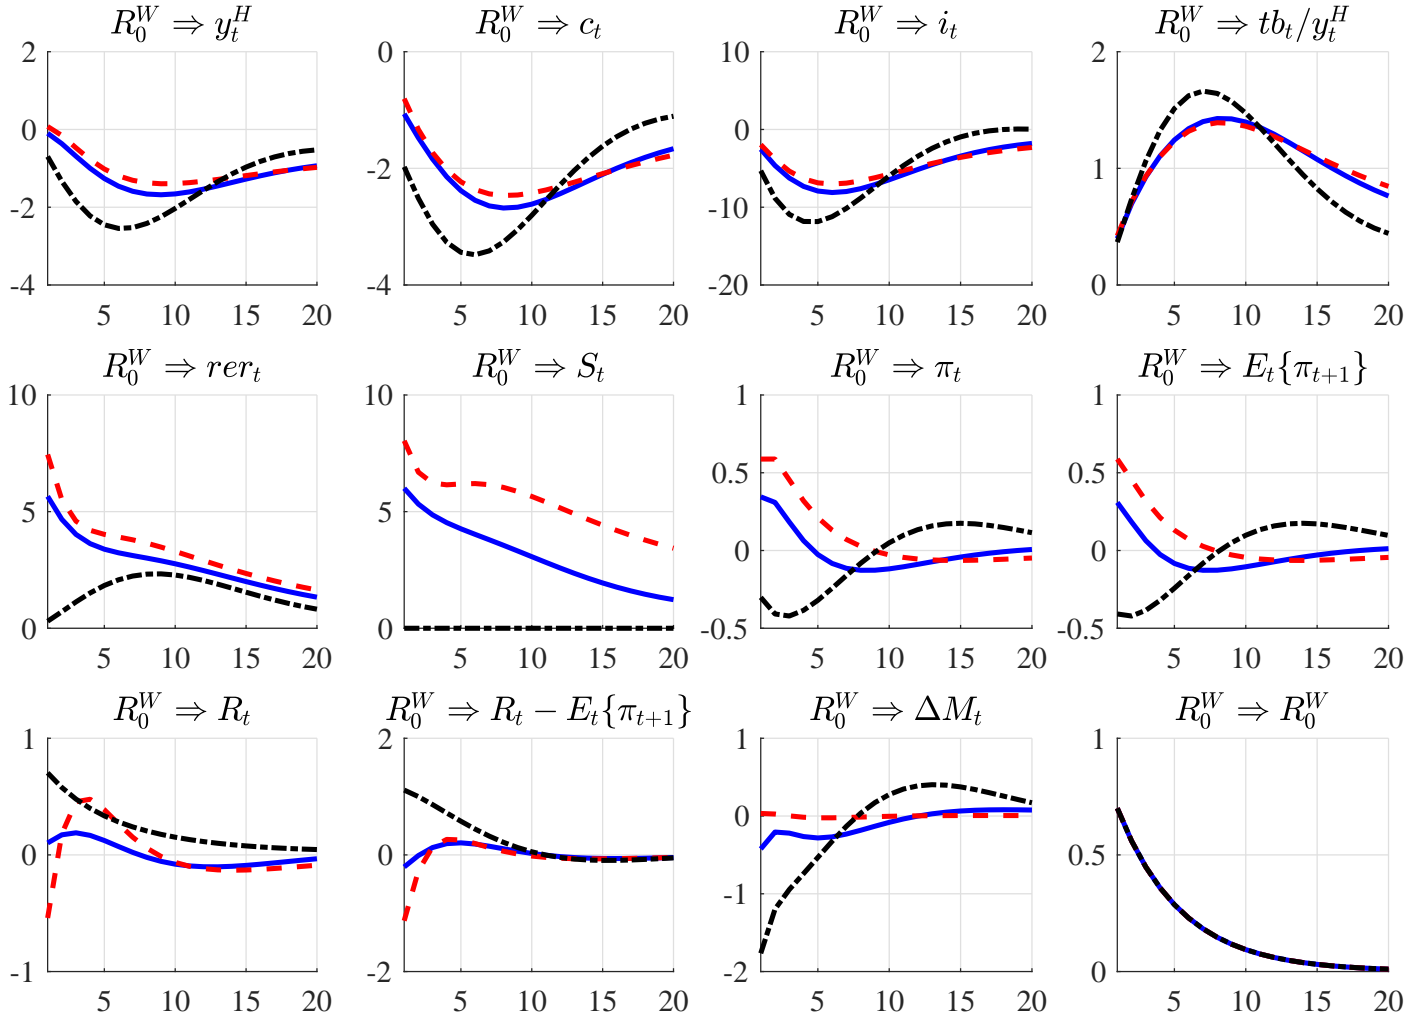 R_0^W ⇒ y_t^H
2
0
-2
-4
5 10 15 20
R_0^W ⇒ c_t
0
-2
-4
5 10 15 20
R_0^W ⇒ i_t
10
0
-10
-20
5 10 15 20
R_0^W ⇒ tb_t/y_t^H
2
1
0
5 10 15 20
R_0^W ⇒ rer_t
10
5
0
5 10 15 20
R_0^W ⇒ S_t
10
5
0
5 10 15 20
R_0^W ⇒ π_t
1
0.5
0
-0.5
5 10 15 20
R_0^W ⇒ E_t{π_{t+1}}
1
0.5
0
-0.5
5 10 15 20
R_0^W ⇒ R_t
1
0
-1
5 10 15 20
R_0^W ⇒ R_t − E_t{π_{t+1}}
2
0
-2
5 10 15 20
R_0^W ⇒ ΔM_t
1
0
-1
-2
5 10 15 20
R_0^W ⇒ R_0^W
1
0.5
0
5 10 15 20